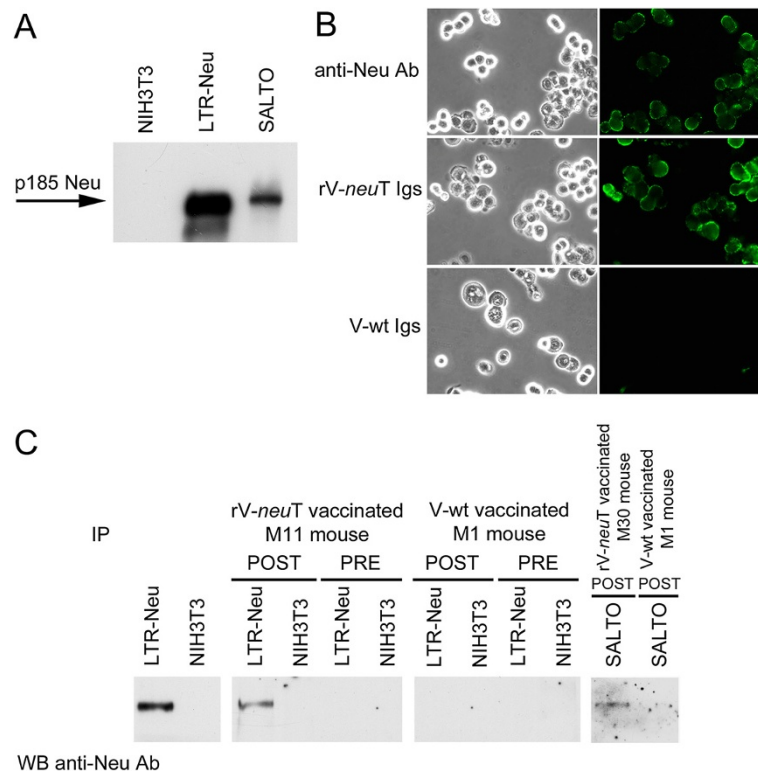 A
NIH3T3
LTR-Neu
SALTO
p185 Neu
B
anti-Neu Ab
rV-neuT Igs
V-wt Igs
C
IP
rV-neuT vaccinated
M11 mouse
V-wt vaccinated
M1 mouse
rV-neuT vaccinated
M30 mouse
V-wt vaccinated
M1 mouse
POST
PRE
POST
PRE
POST
POST
LTR-Neu
NIH3T3
LTR-Neu
NIH3T3
LTR-Neu
NIH3T3
LTR-Neu
NIH3T3
LTR-Neu
NIH3T3
SALTO
SALTO
WB anti-Neu Ab